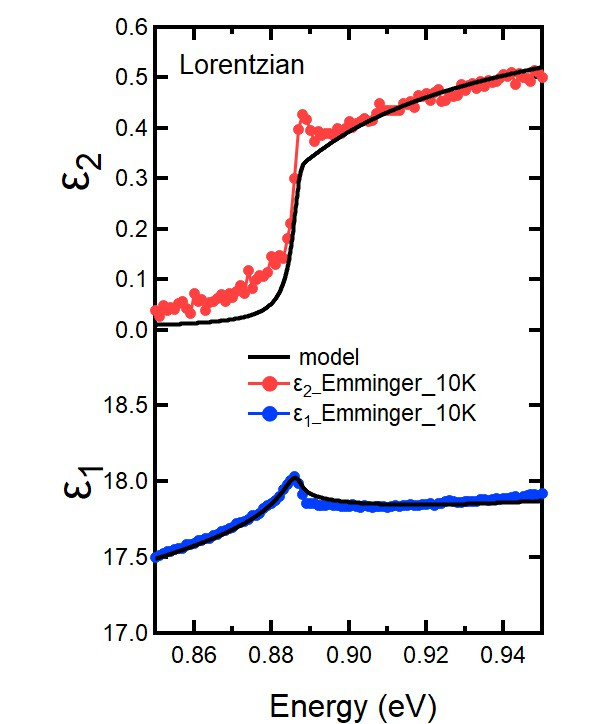 0.6
Lorentzian
0.5
0.4
ε2
0.3
0.2
0.1
0.0
model
ε2_Emminger_10K
ε1_Emminger_10K
18.5
ε1
18.0
17.5
17.0
0.86 0.88 0.90 0.92 0.94
Energy (eV)